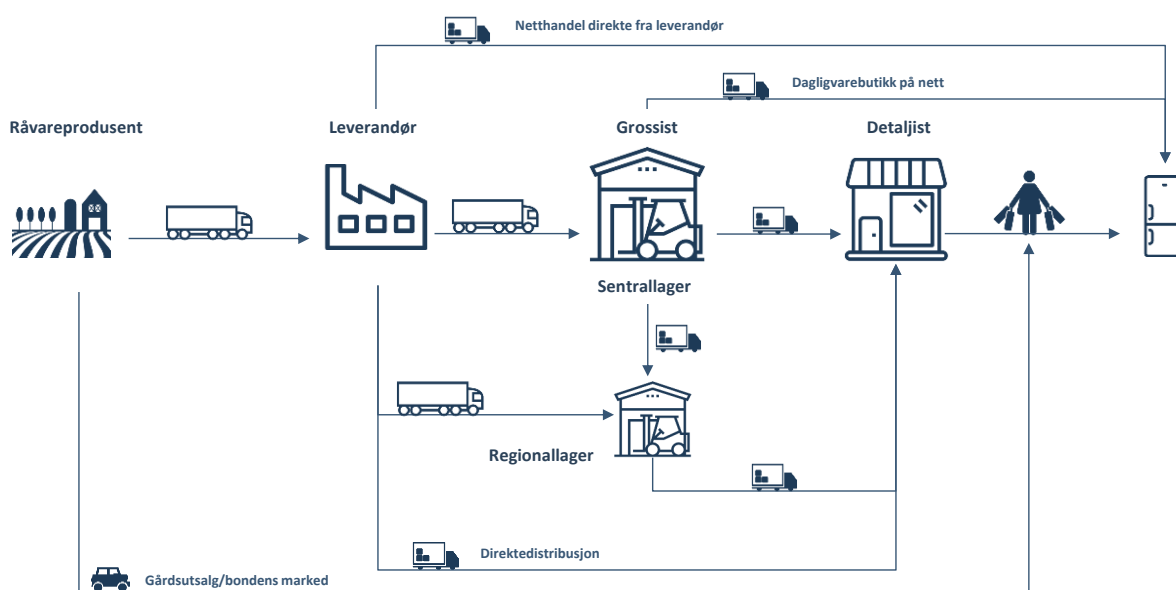 Netthandel direkte fra leverandør
Dagligvarebutikk på nett
Råvareprodusent
Leverandør
Grossist
Detaljist
Sentrallager
Regionallager
Direktedistribusjon
Gårdsutsalg/bondens marked